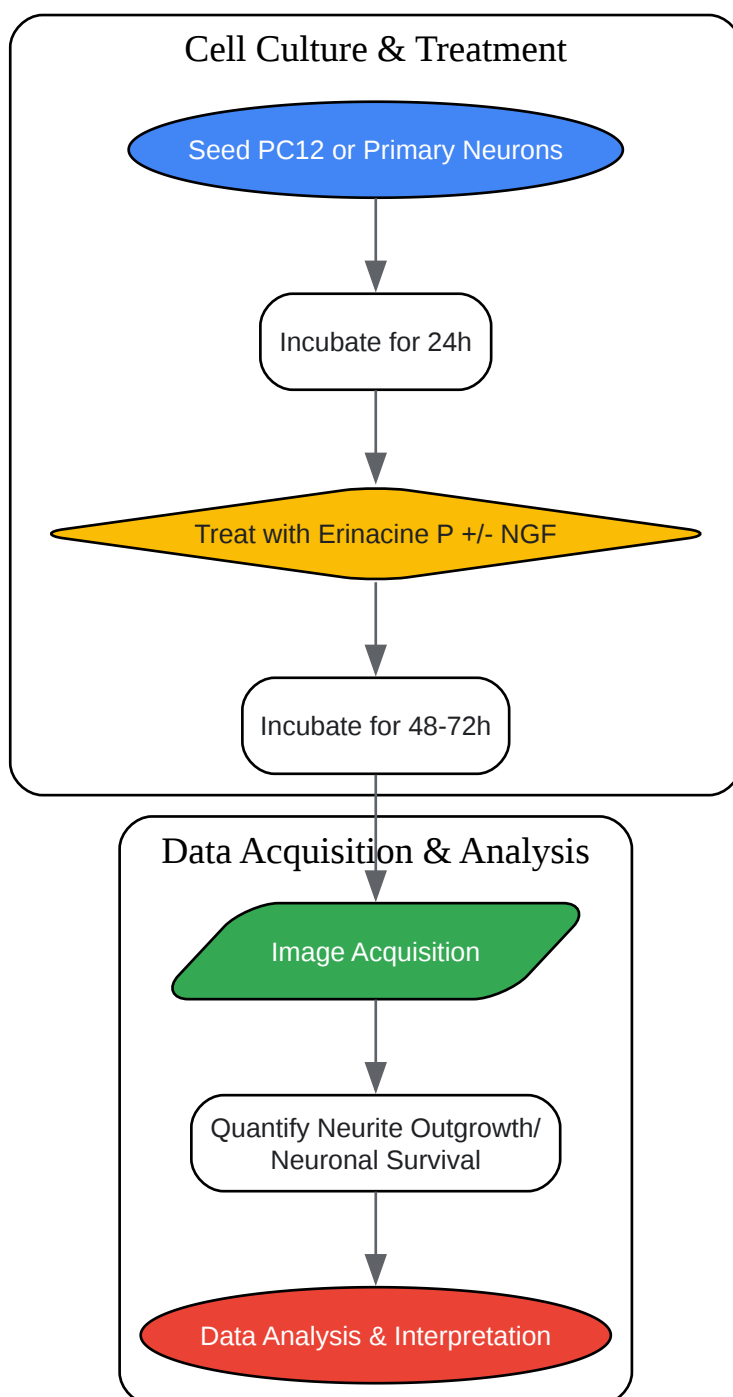 Cell Culture & Treatment
Seed PC12 or Primary Neurons
Incubate for 24h
Treat with Erinacine P +/- NGF
Incubate for 48-72h
Data Acquisition & Analysis
Image Acquisition
Quantify Neurite Outgrowth/
Neuronal Survival
Data Analysis & Interpretation